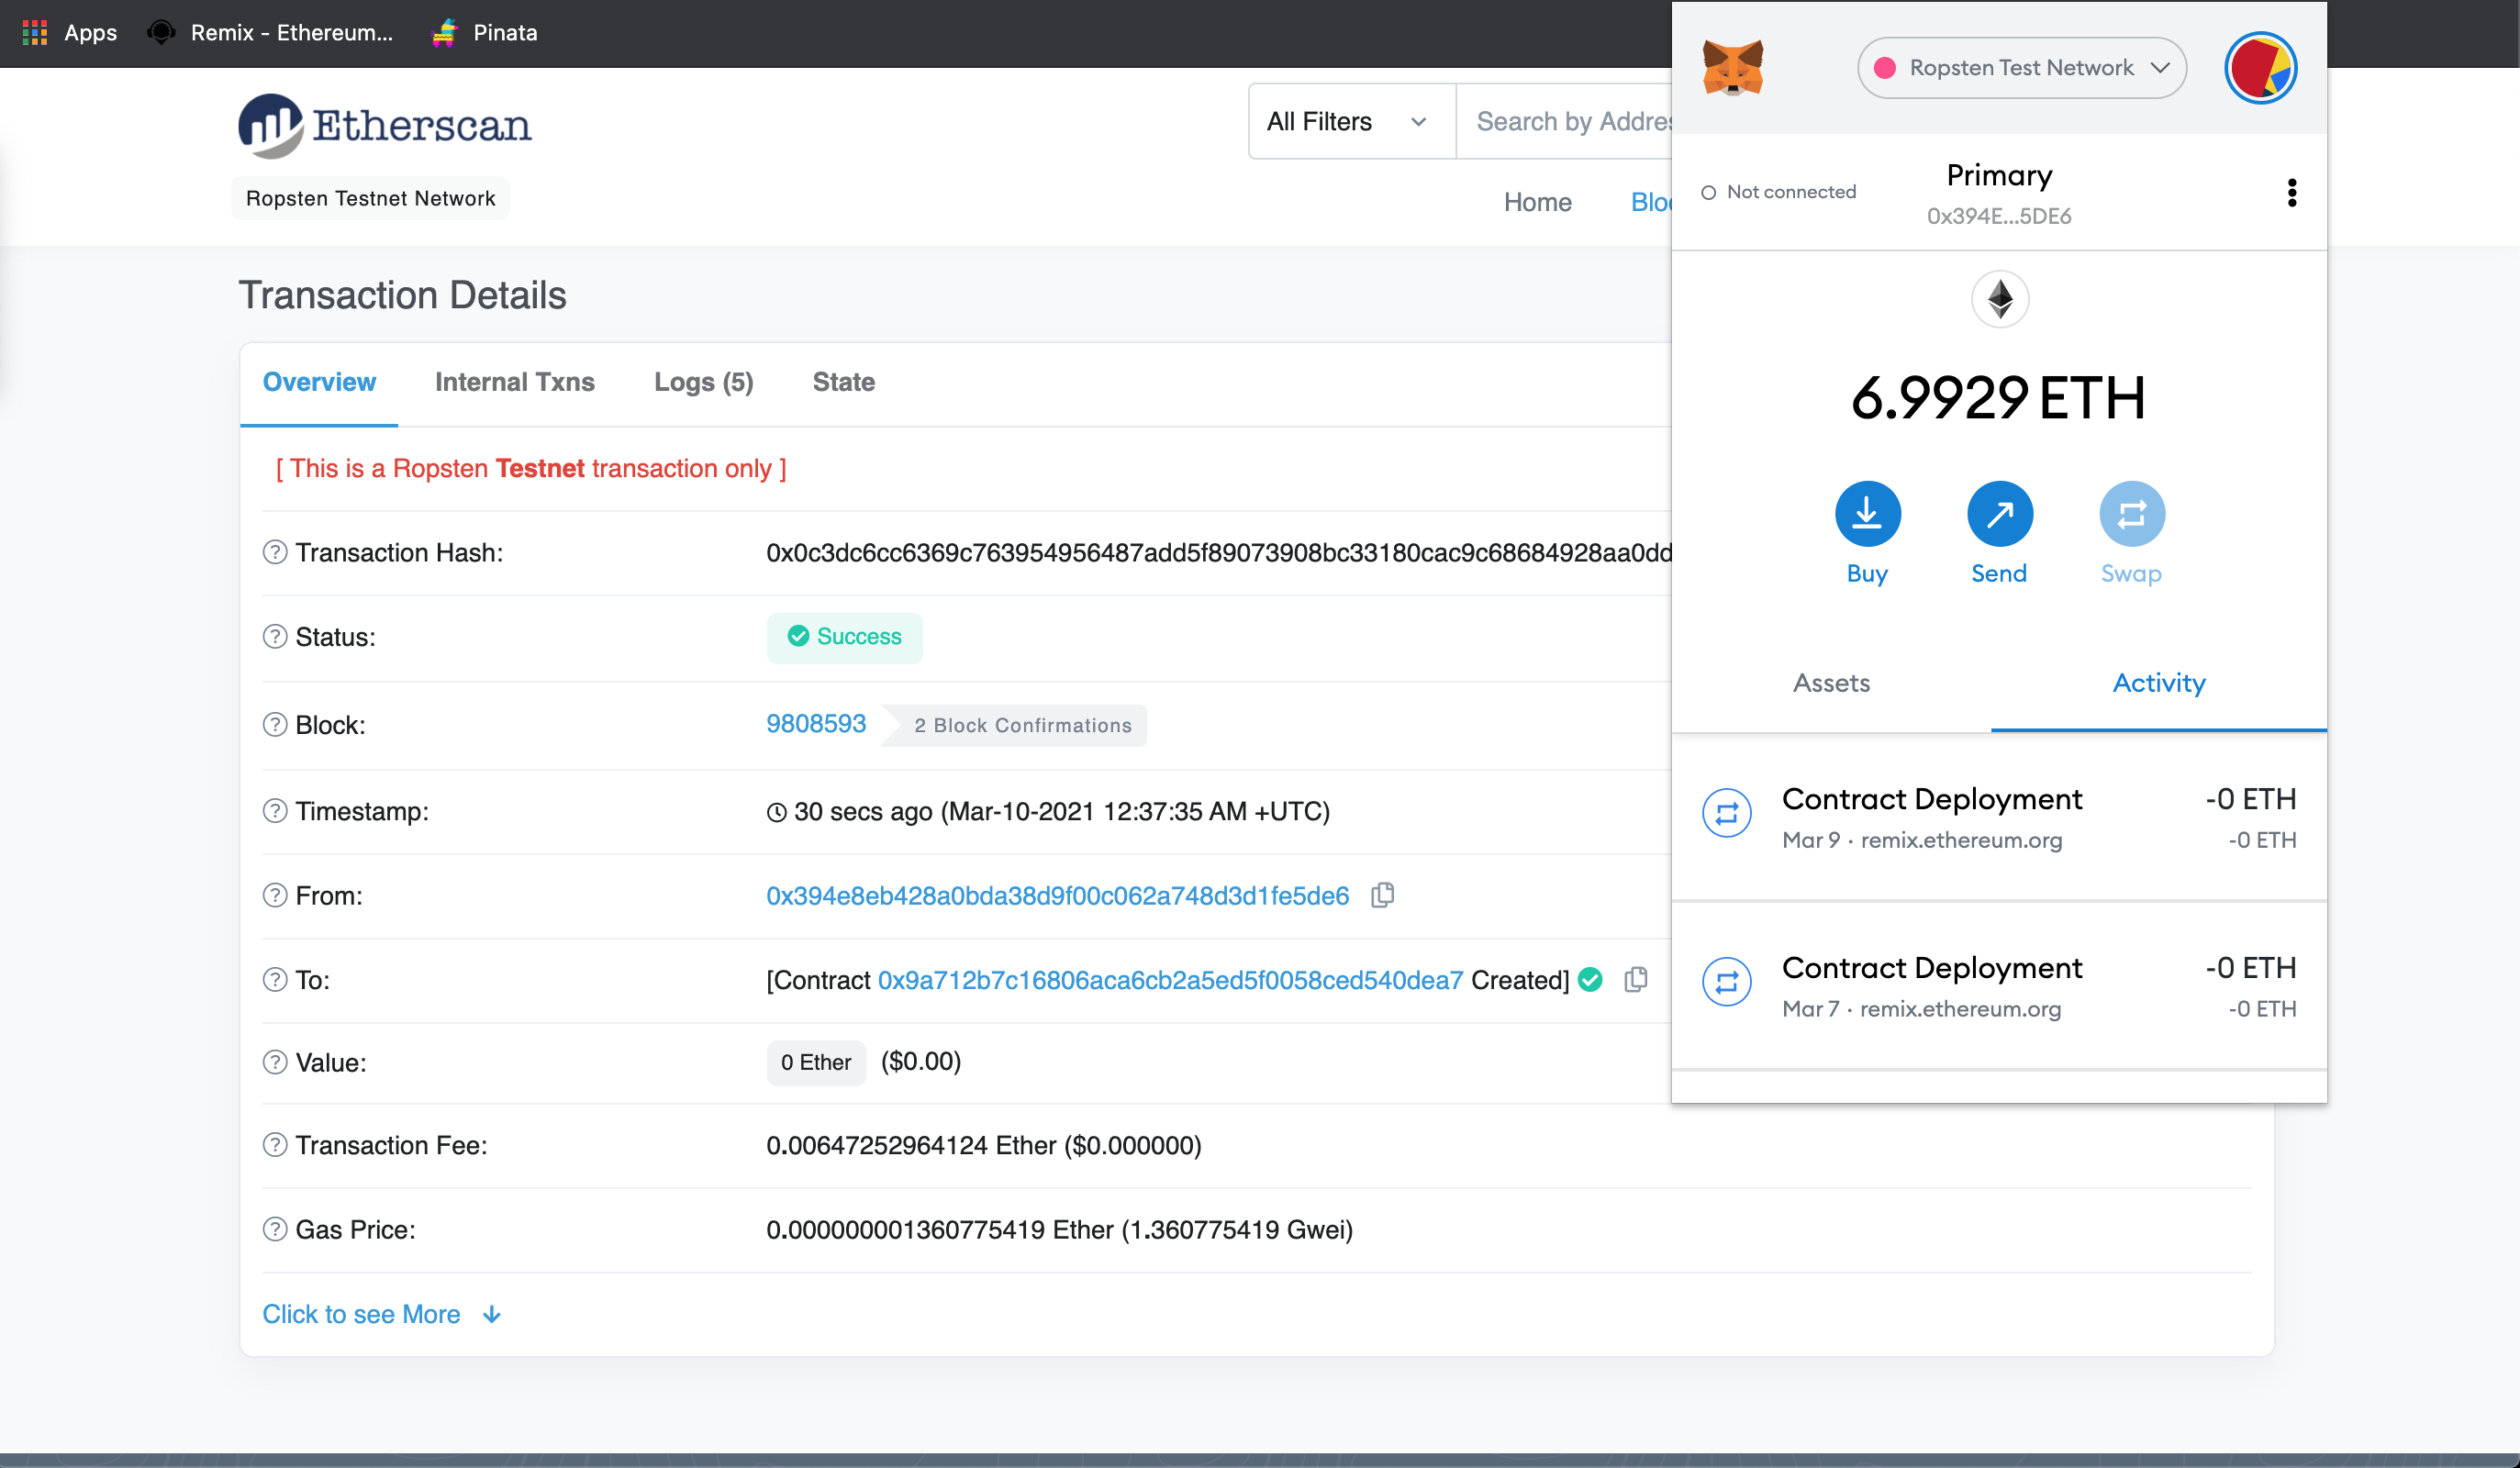 Apps
Remix - Ethereum...
Pinata
Etherscan
Ropsten Testnet Network
All Filters
Search by Addres
Home
Bloc
Transaction Details
Overview
Internal Txns
Logs (5)
State
[ This is a Ropsten Testnet transaction only ]
Transaction Hash:
0x0c3dc6cc6369c763954956487add5f89073908bc33180cac9c68684928aa0dd
Status:
Success
Block:
9808593
2 Block Confirmations
Timestamp:
30 secs ago (Mar-10-2021 12:37:35 AM +UTC)
From:
0x394e8eb428a0bda38d9f00c062a748d3d1fe5de6
To:
[Contract 0x9a712b7c16806aca6cb2a5ed5f0058ced540dea7 Created]
Value:
0 Ether
($0.00)
Transaction Fee:
0.00647252964124 Ether ($0.000000)
Gas Price:
0.000000001360775419 Ether (1.360775419 Gwei)
Click to see More
Ropsten Test Network
Not connected
Primary
0x394E...5DE6
6.9929 ETH
Buy
Send
Swap
Assets
Activity
Contract Deployment
-0 ETH
Mar 9 · remix.ethereum.org
-0 ETH
Contract Deployment
-0 ETH
Mar 7 · remix.ethereum.org
-0 ETH